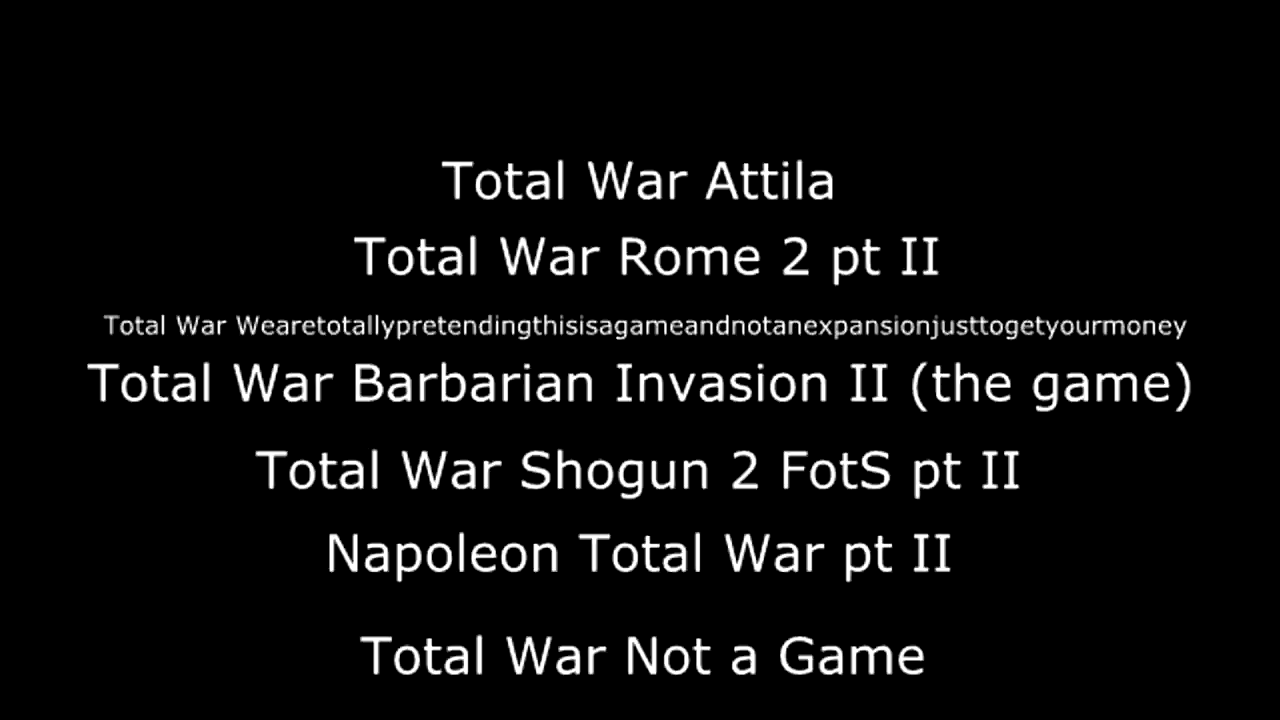 Total War Attila
Total War Rome 2 pt II
Total War Wearetotallypretendingthisisagameandnotanexpansionjusttogetyourmoney
Total War Barbarian Invasion II (the game)
Total War Shogun 2 FotS pt II
Napoleon Total War pt II
Total War Not a Game